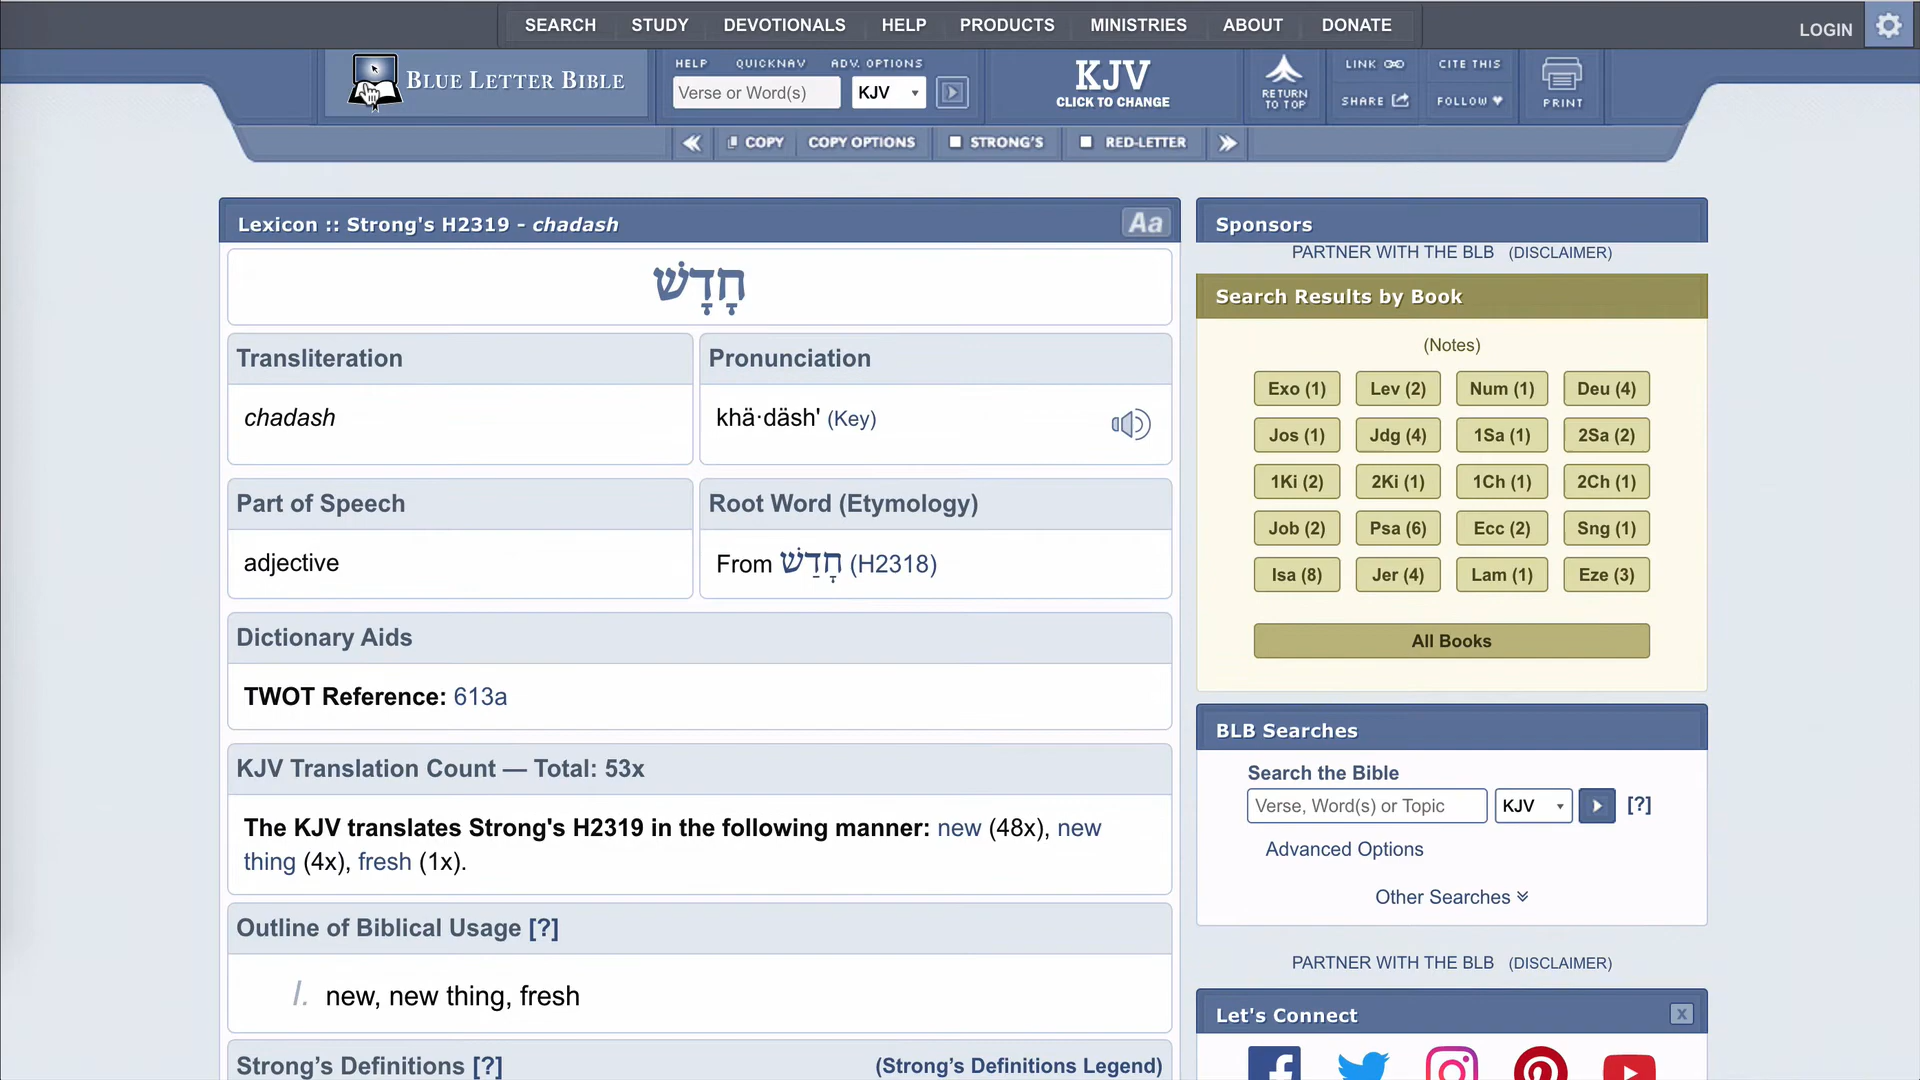 SEARCH STUDY DEVOTIONALS HELP PRODUCTS MINISTRIES ABOUT DONATE
LOGIN
BLUE LETTER BIBLE
HELP QUICKNAV ADV. OPTIONS
Verse or Word(s) KJV
KJV
CLICK TO CHANGE
RETURN
TO TOP
LINK
CITE THIS
SHARE
FOLLOW
PRINT
COPY COPY OPTIONS STRONG'S RED-LETTER
Lexicon :: Strong's H2319 - chadash
Aa
חָדָשׁ
Transliteration
chadash
Pronunciation
khä·däsh' (Key)
Part of Speech
adjective
Root Word (Etymology)
From חָדַשׁ (H2318)
Dictionary Aids
TWOT Reference: 613a
KJV Translation Count — Total: 53x
The KJV translates Strong's H2319 in the following manner: new (48x), new
thing (4x), fresh (1x).
Outline of Biblical Usage [?]
I. new, new thing, fresh
Strong’s Definitions [?]
(Strong’s Definitions Legend)
Sponsors
PARTNER WITH THE BLB (DISCLAIMER)
Search Results by Book
(Notes)
Exo (1) Lev (2) Num (1) Deu (4)
Jos (1) Jdg (4) 1Sa (1) 2Sa (2)
1Ki (2) 2Ki (1) 1Ch (1) 2Ch (1)
Job (2) Psa (6) Ecc (2) Sng (1)
Isa (8) Jer (4) Lam (1) Eze (3)
All Books
BLB Searches
Search the Bible
Verse, Word(s) or Topic KJV [?]
Advanced Options
Other Searches
PARTNER WITH THE BLB (DISCLAIMER)
Let's Connect
X